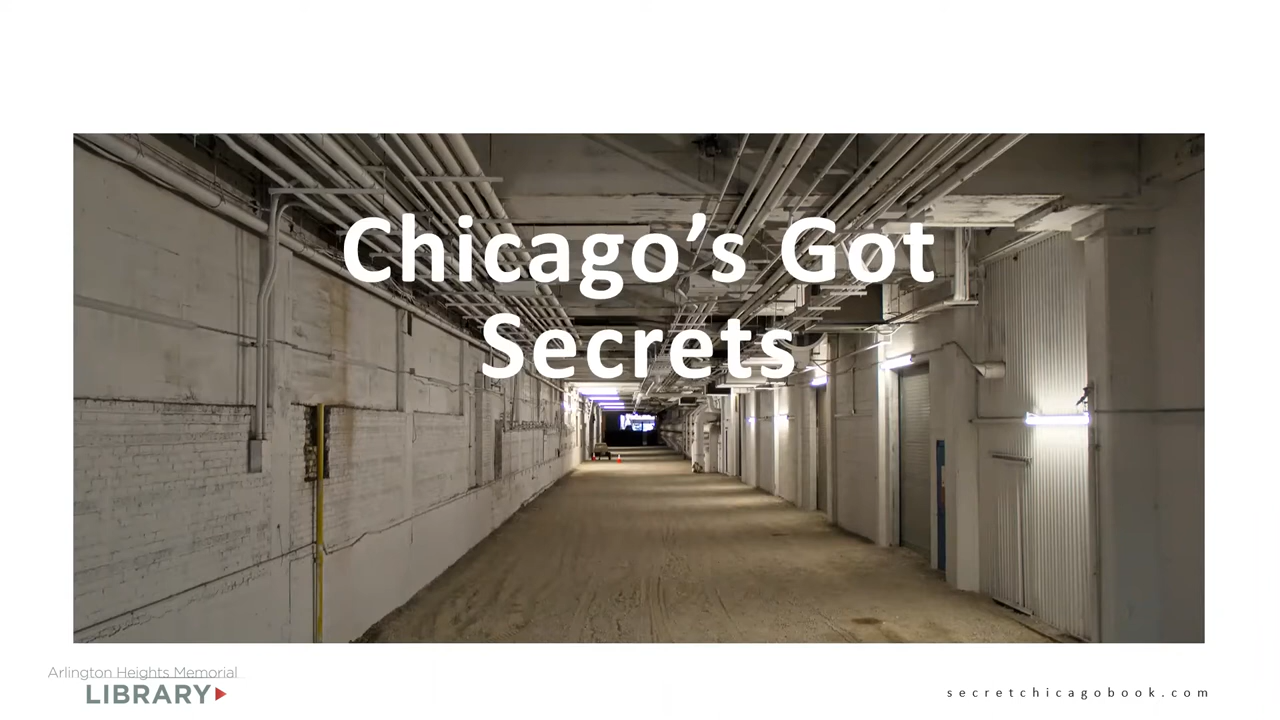 Chicago’s Got
Secrets
Arlington Heights Memorial
LIBRARY
secretchicagobook.com